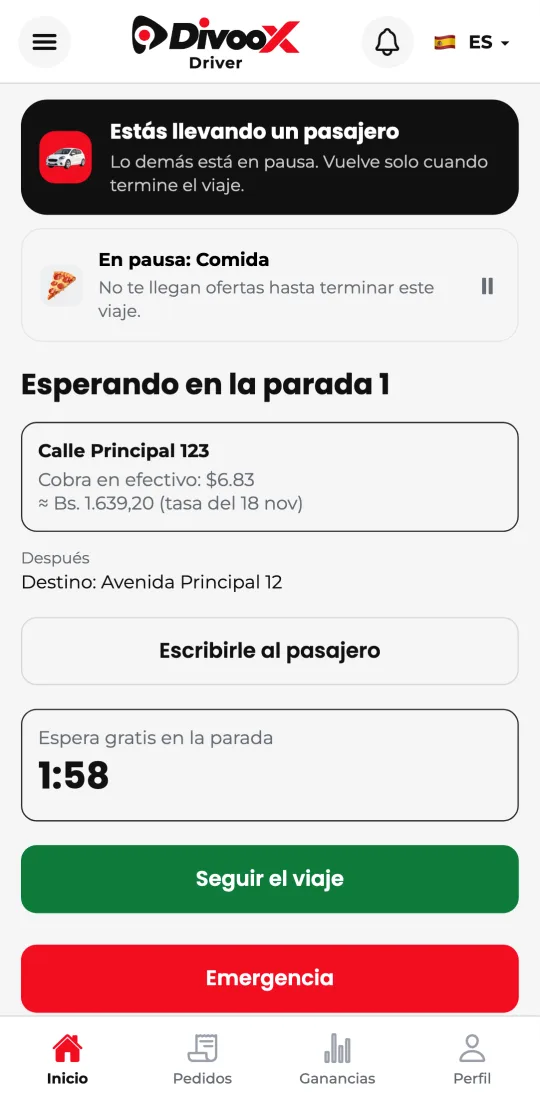 DivooX
Driver
ES
Estás llevando un pasajero
Lo demás está en pausa. Vuelve solo cuando
termine el viaje.
En pausa: Comida
No te llegan ofertas hasta terminar este
viaje.
Esperando en la parada 1
Calle Principal 123
Cobra en efectivo: $6.83
≈ Bs. 1.639,20 (tasa del 18 nov)
Después
Destino: Avenida Principal 12
Escribirle al pasajero
Espera gratis en la parada
1:58
Seguir el viaje
Emergencia
Inicio
Pedidos
Ganancias
Perfil